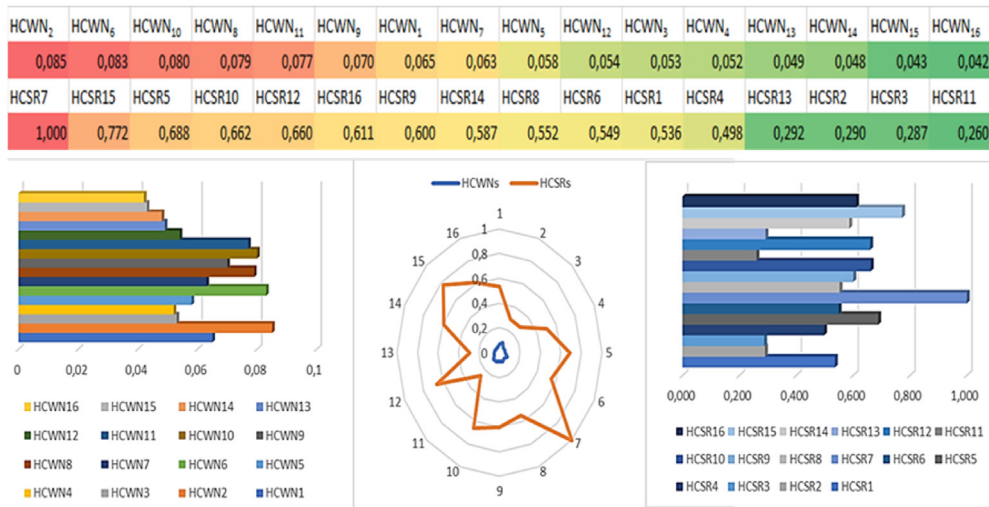 HCWN₂ HCWN₆ HCWN₁₀ HCWN₈ HCWN₁₁ HCWN₉ HCWN₁ HCWN₇ HCWN₅ HCWN₁₂ HCWN₃ HCWN₄ HCWN₁₃ HCWN₁₄ HCWN₁₅ HCWN₁₆
0,085 0,083 0,080 0,079 0,077 0,070 0,065 0,063 0,058 0,054 0,053 0,052 0,049 0,048 0,043 0,042
HCSR7 HCSR15 HCSR5 HCSR10 HCSR12 HCSR16 HCSR9 HCSR14 HCSR8 HCSR6 HCSR1 HCSR4 HCSR13 HCSR2 HCSR3 HCSR11
1,000 0,772 0,688 0,662 0,660 0,611 0,600 0,587 0,552 0,549 0,536 0,498 0,292 0,290 0,287 0,260
0 0,02 0,04 0,06 0,08 0,1
HCWN16 HCWN15 HCWN14 HCWN13
HCWN12 HCWN11 HCWN10 HCWN9
HCWN8 HCWN7 HCWN6 HCWN5
HCWN4 HCWN3 HCWN2 HCWN1
HCWNs HCSRs
1
2
3
4
5
6
7
8
9
10
11
12
13
14
15
16
1
0,8
0,6
0,4
0,2
0
0,000 0,200 0,400 0,600 0,800 1,000
HCSR16 HCSR15 HCSR14 HCSR13 HCSR12 HCSR11
HCSR10 HCSR9 HCSR8 HCSR7 HCSR6 HCSR5
HCSR4 HCSR3 HCSR2 HCSR1